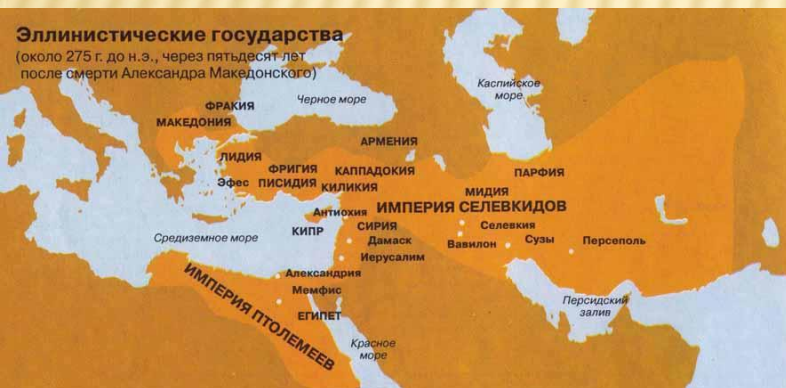 Эллинистические государства
(около 275 г. до н.э., через пятьдесят лет
после смерти Александра Македонского)
Черное море
Каспийское
море
ФРАКИЯ
МАКЕДОНИЯ
АРМЕНИЯ
ЛИДИЯ
ФРИГИЯ
КАППАДОКИЯ
ПАРФИЯ
Эфес
ПИСИДИЯ
КИЛИКИЯ
МИДИЯ
ИМПЕРИЯ СЕЛЕВКИДОВ
Антиохия
СИРИЯ
Селевкия
КИПР
Средиземное море
Дамаск
Вавилон
Сузы
Персеполь
Иерусалим
Александрия
ИМПЕРИЯ ПТОЛЕМЕЕВ
Мемфис
ЕГИПЕТ
Персидский
залив
Красное
море